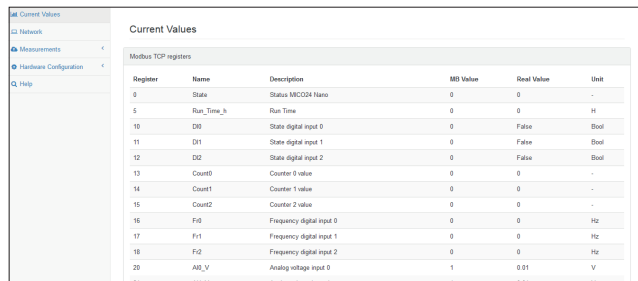 Current Values
Network
Measurements
Hardware Configuration
Help
Current Values
Modbus TCP registers
Register Name Description MB Value Real Value Unit
0 State Status MICO24 Nano 0 0 -
5 Run_Time_h Run Time 0 0 H
10 DI0 State digital input 0 0 False Bool
11 DI1 State digital input 1 0 False Bool
12 DI2 State digital input 2 0 False Bool
13 Count0 Counter 0 value 0 0 -
14 Count1 Counter 1 value 0 0 -
15 Count2 Counter 2 value 0 0 -
16 Fr0 Frequency digital input 0 0 0 Hz
17 Fr1 Frequency digital input 1 0 0 Hz
18 Fr2 Frequency digital input 2 0 0 Hz
20 AI0_V Analog voltage input 0 1 0.01 V